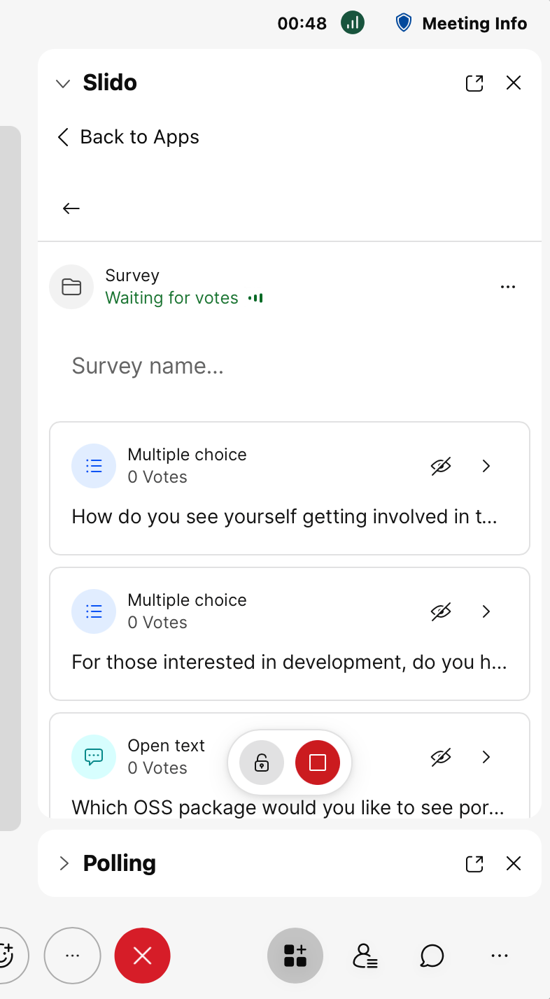 00:48 Meeting Info
Slido
Back to Apps
Survey
Waiting for votes
Survey name...
Multiple choice
0 Votes
How do you see yourself getting involved in t...
Multiple choice
0 Votes
For those interested in development, do you h...
Open text
0 Votes
Which OSS package would you like to see por...
Polling